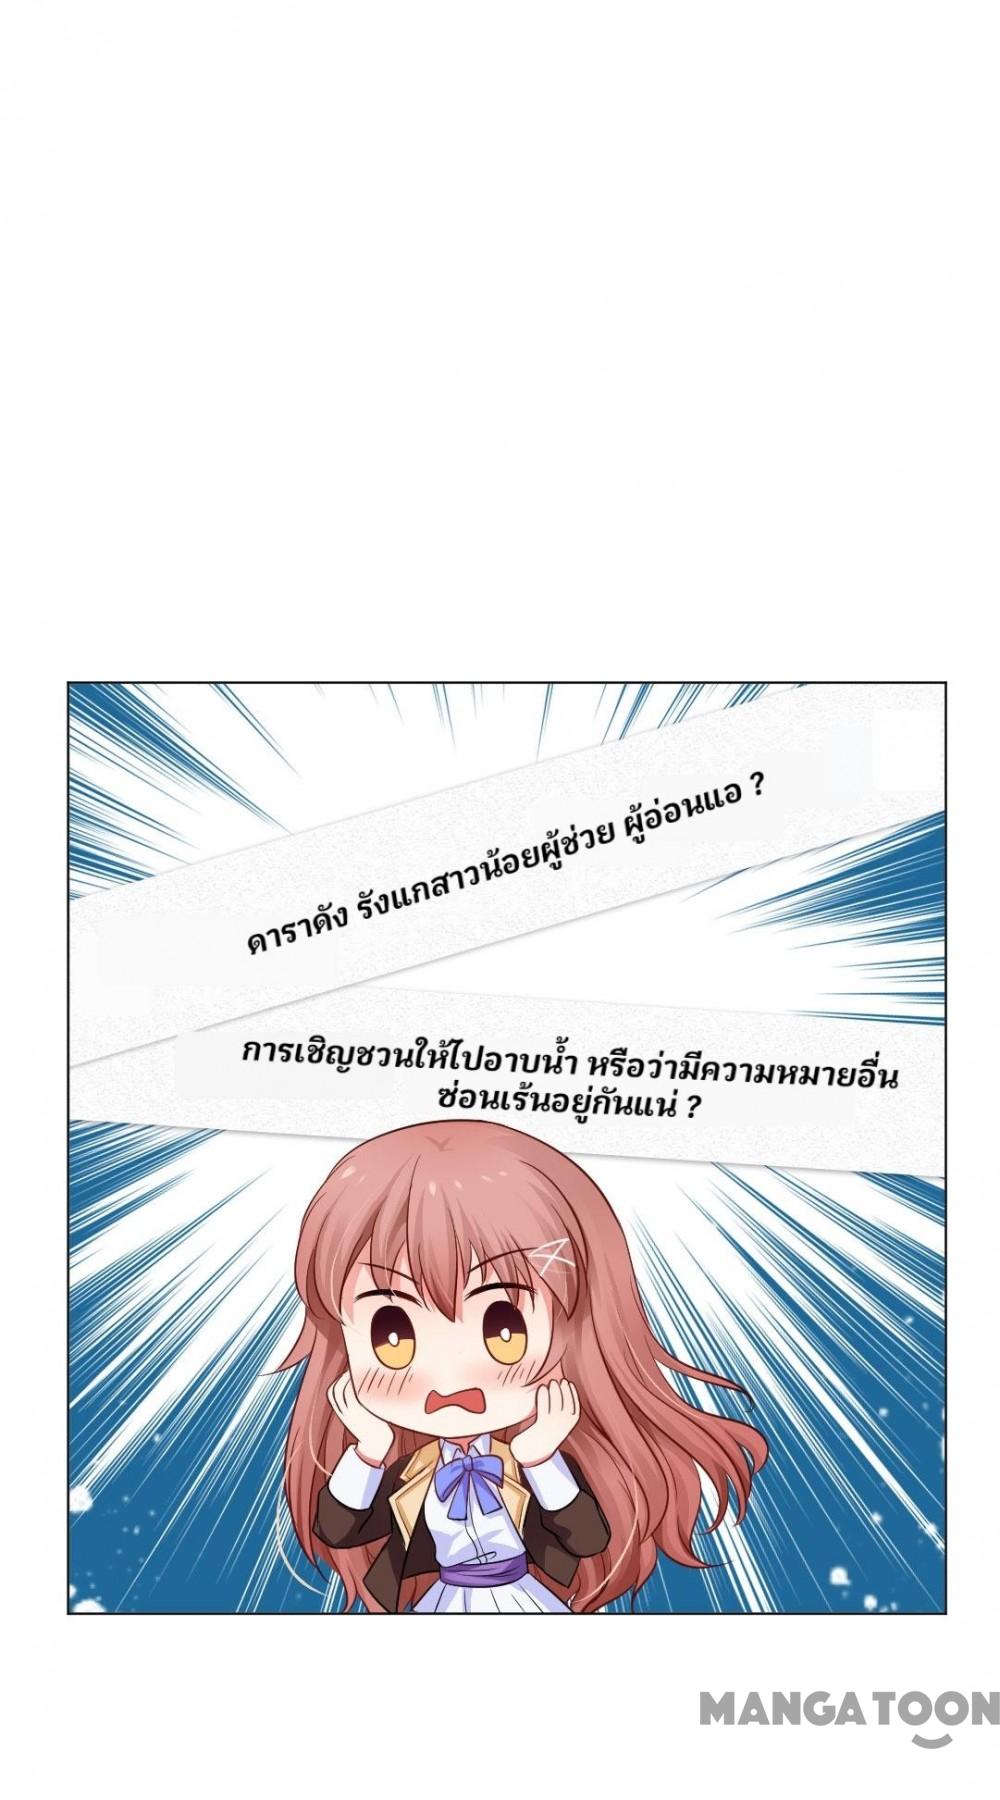 ดาราดัง รังแกสาวน้อยผู้ช่วย ผู้อ่อนแอ ?
การเชิญชวนให้ไปอาบน้ำ หรือว่ามีความหมายอื่น
ซ่อนเร้นอยู่กันแน่ ?
MANGATOON